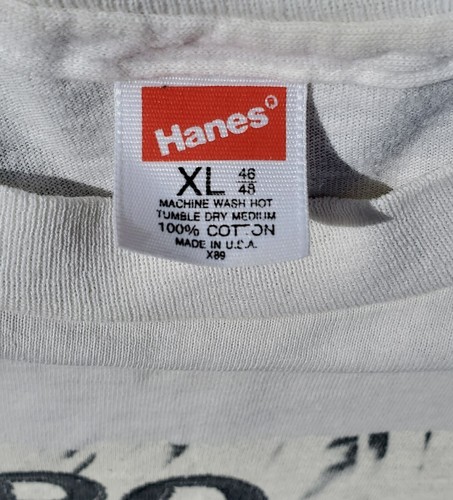 Hanes®
XL 46/48
MACHINE WASH HOT
TUMBLE DRY MEDIUM
100% COTTON
MADE IN U.S.A.
X89